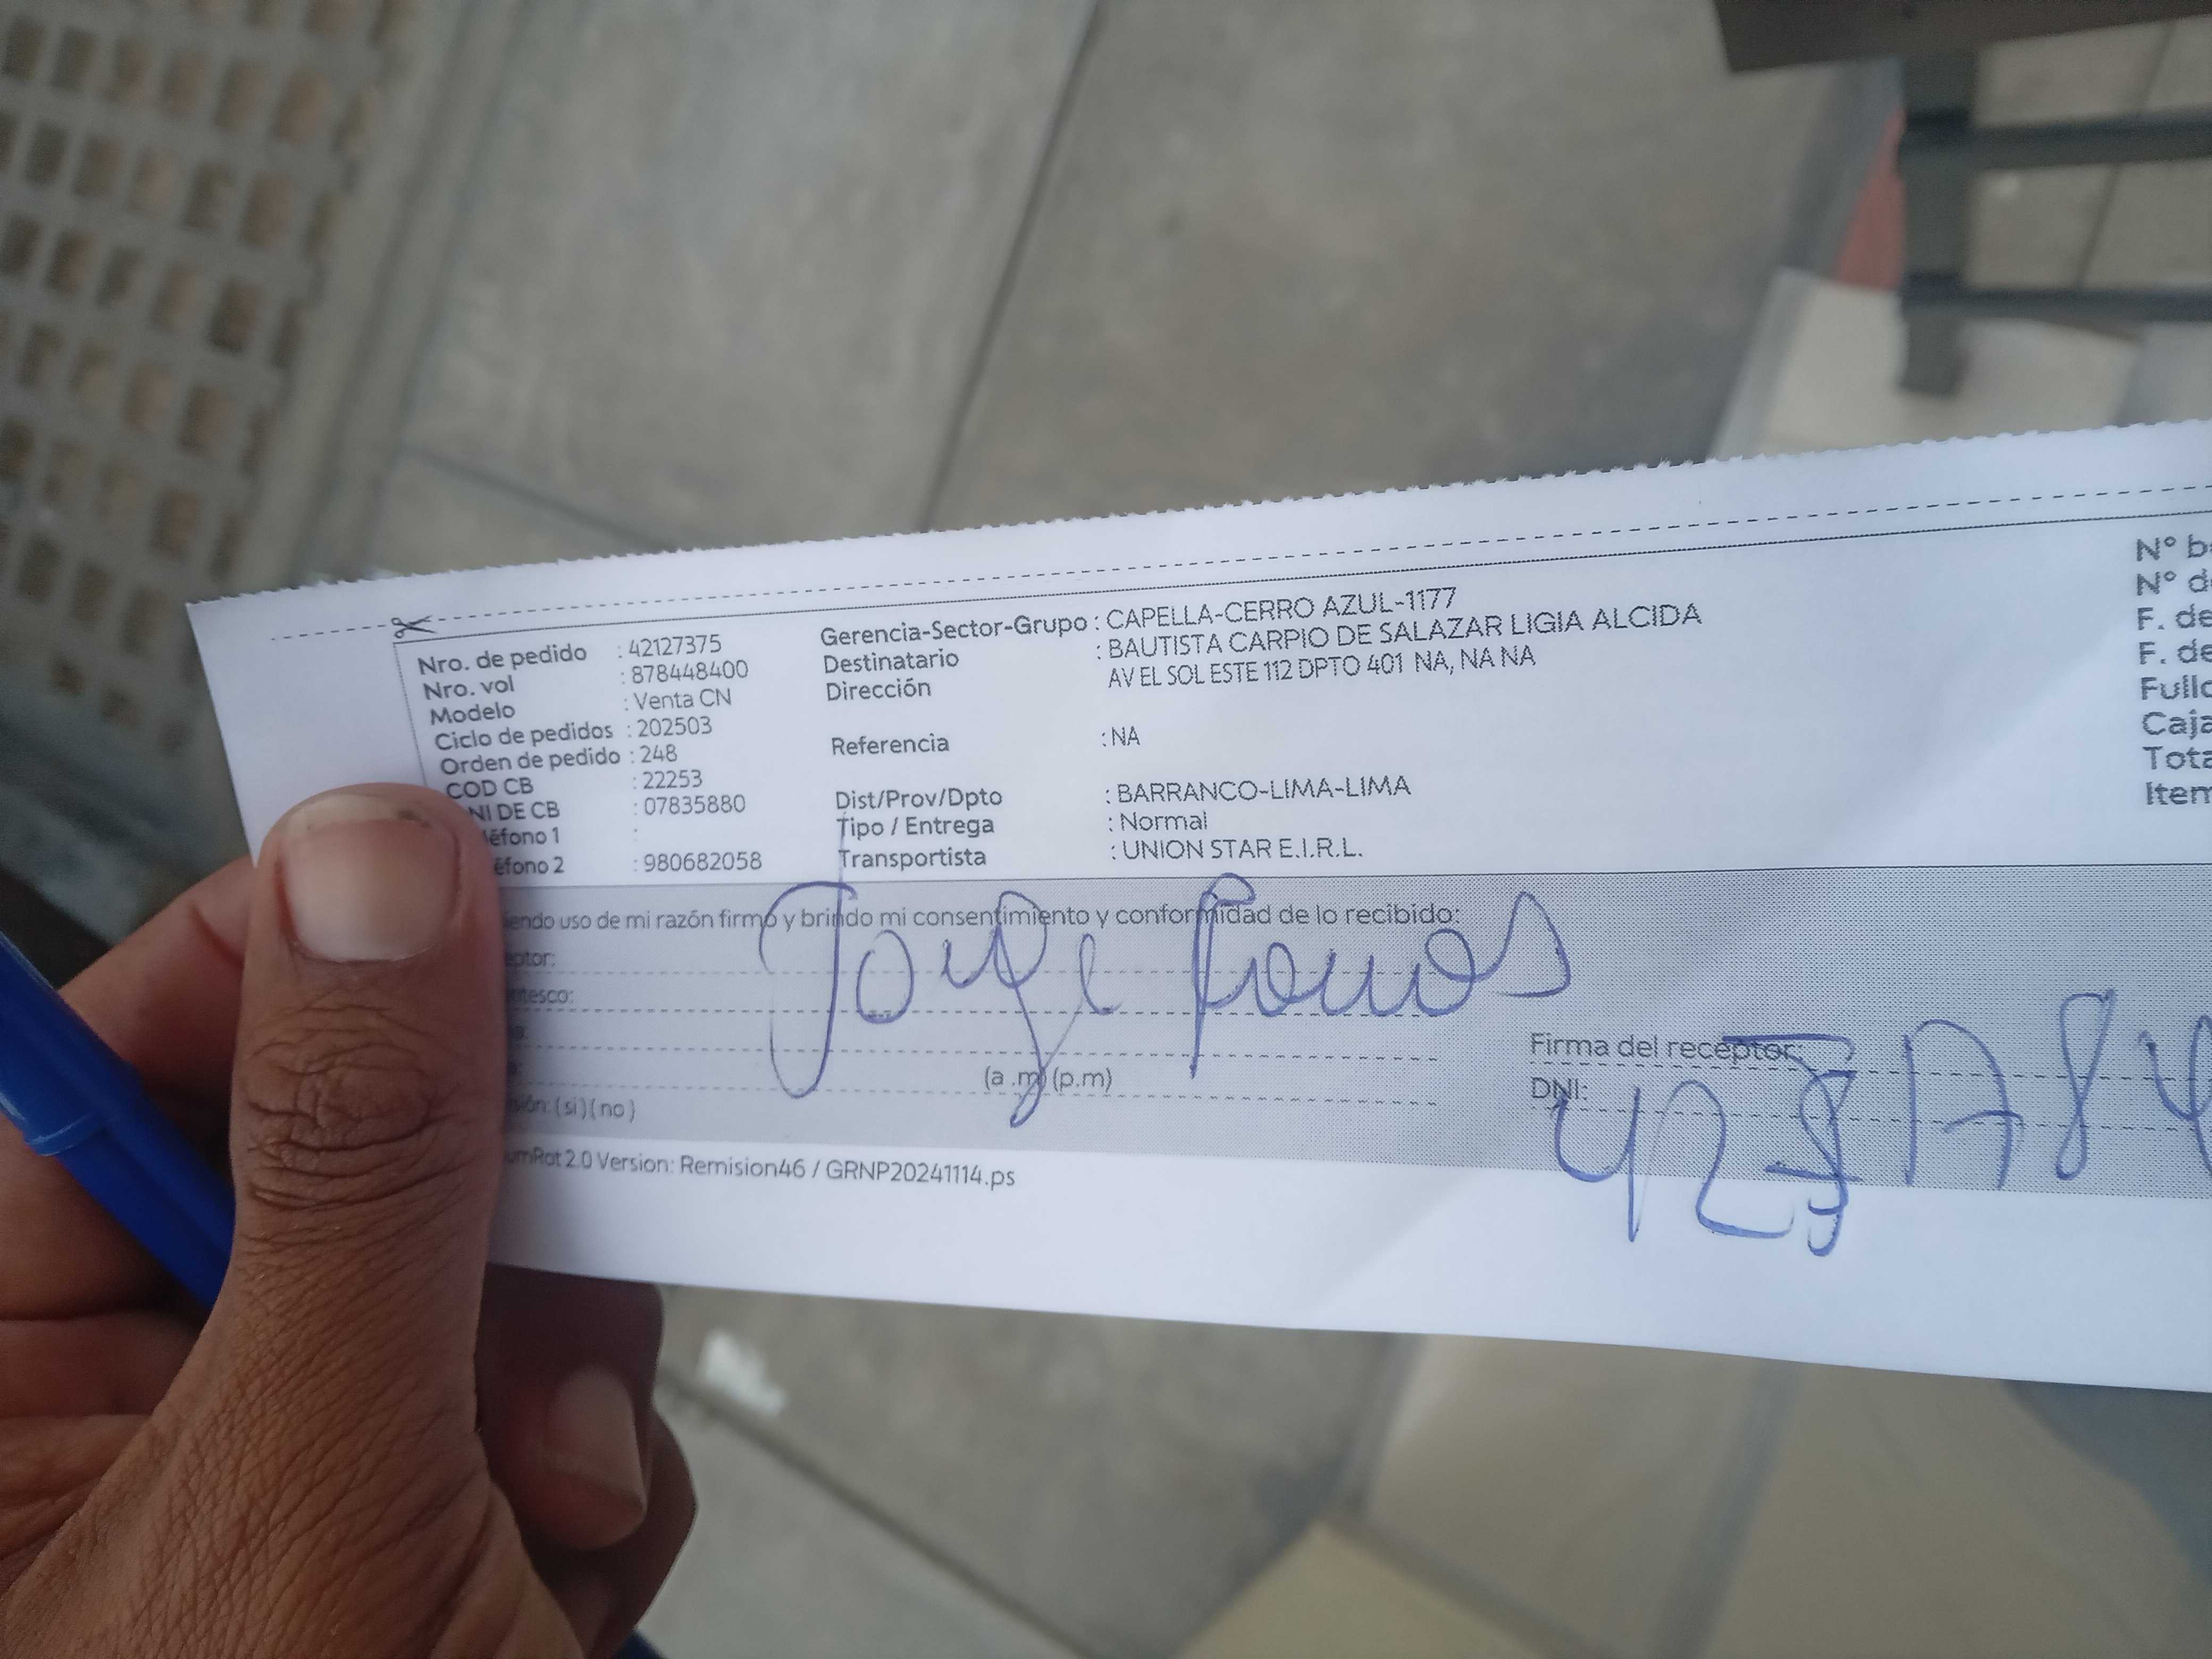 Nro. de pedido : 42127375
Nro. vol : 878448400
Modelo : Venta CN
Ciclo de pedidos : 202503
Orden de pedido : 248
COD CB : 22253
NI DE CB : 07835880
léfono 1 :
éfono 2 : 980682058
Gerencia-Sector-Grupo : CAPELLA-CERRO AZUL-1177
Destinatario : BAUTISTA CARPIO DE SALAZAR LIGIA ALCIDA
Dirección AV EL SOL ESTE 112 DPTO 401 NA, NA NA
Referencia : NA
Dist/Prov/Dpto : BARRANCO-LIMA-LIMA
Tipo / Entrega : Normal
Transportista : UNION STAR E.I.R.L.
N° b
N° d
F. de
F. de
Fullc
Caja
Tota
Item
endo uso de mi razón firmo y brindo mi consentimiento y conformidad de lo recibido:
eptor:
ntesco:
Jorge Ramos
(a .m) (p.m)
sión: (si) (no)
Firma del receptor:
DNI:
umRot 2.0 Version: Remision46 / GRNP20241114.ps